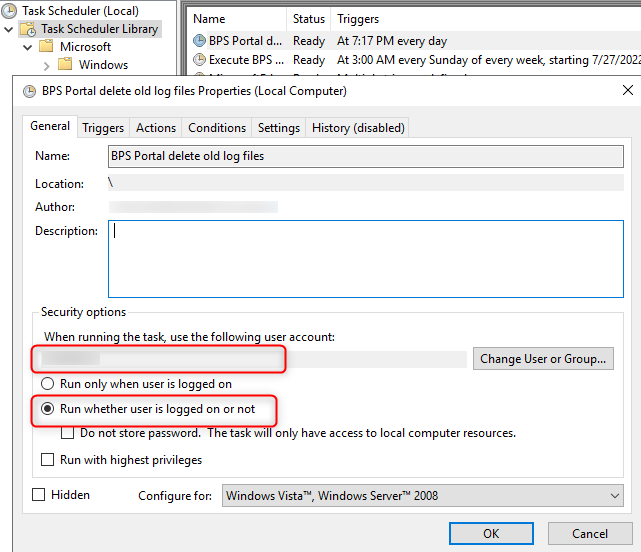 Task Scheduler (Local)
Task Scheduler Library
Microsoft
Windows
Name Status Triggers
BPS Portal d... Ready At 7:17 PM every day
Execute BPS ... Ready At 3:00 AM every Sunday of every week, starting 7/27/2022
BPS Portal delete old log files Properties (Local Computer)
General Triggers Actions Conditions Settings History (disabled)
Name: BPS Portal delete old log files
Location: \
Author:
Description:
Security options
When running the task, use the following user account:
Change User or Group...
Run only when user is logged on
Run whether user is logged on or not
Do not store password. The task will only have access to local computer resources.
Run with highest privileges
Hidden Configure for: Windows Vista™, Windows Server™ 2008
OK Cancel